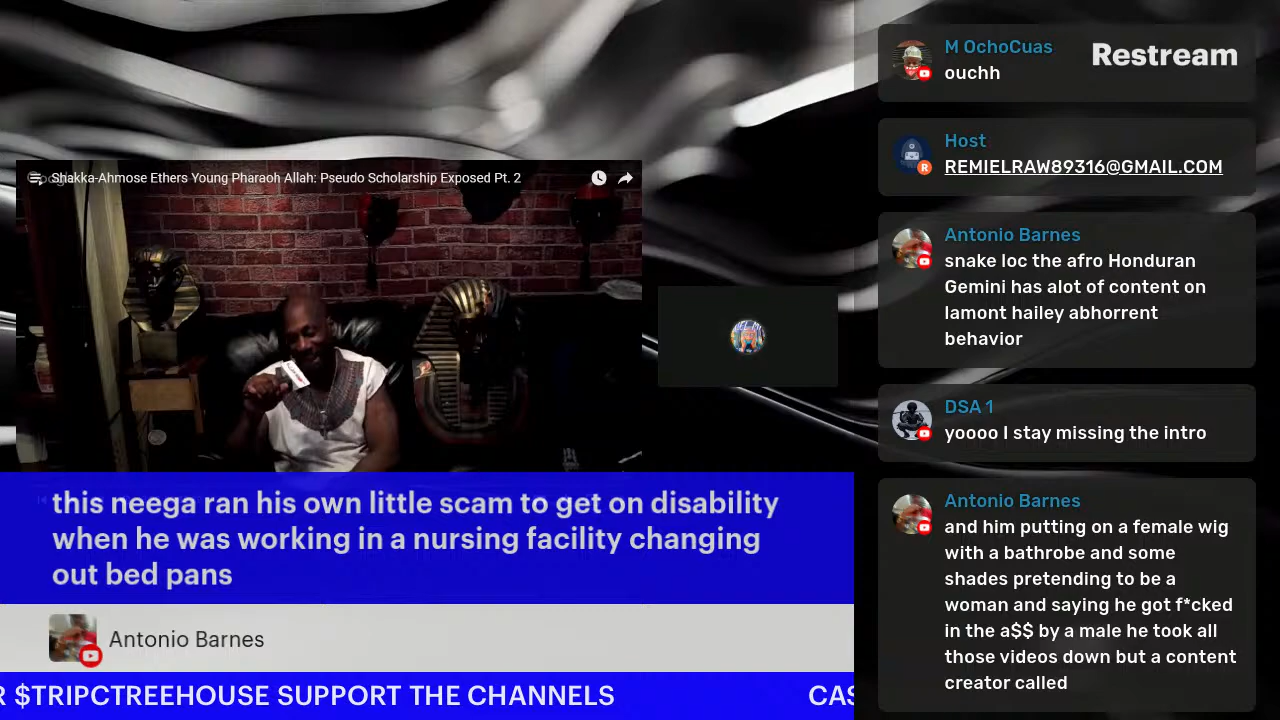 Shakka-Ahmose Ethers Young Pharaoh Allah: Pseudo Scholarship Exposed Pt. 2
this neega ran his own little scam to get on disability
when he was working in a nursing facility changing
out bed pans
Antonio Barnes
R $TRIPCTREEHOUSE SUPPORT THE CHANNELS
CAS
Restream
M OchoCuas
ouchh
Host
REMIELRAW89316@GMAIL.COM
Antonio Barnes
snake loc the afro Honduran
Gemini has alot of content on
lamont hailey abhorrent
behavior
DSA 1
yoooo I stay missing the intro
Antonio Barnes
and him putting on a female wig
with a bathrobe and some
shades pretending to be a
woman and saying he got f*cked
in the a$$ by a male he took all
those videos down but a content
creator called